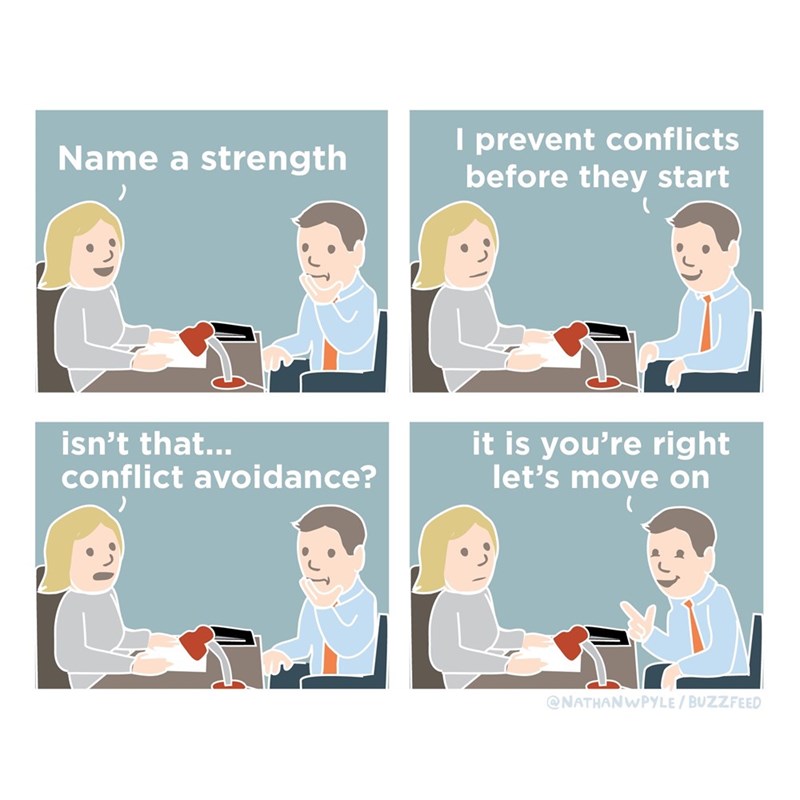 Name a strength
I prevent conflicts
before they start
isn't that...
conflict avoidance?
it is you're right
let's move on
@NATHANWPYLE / BUZZFEED